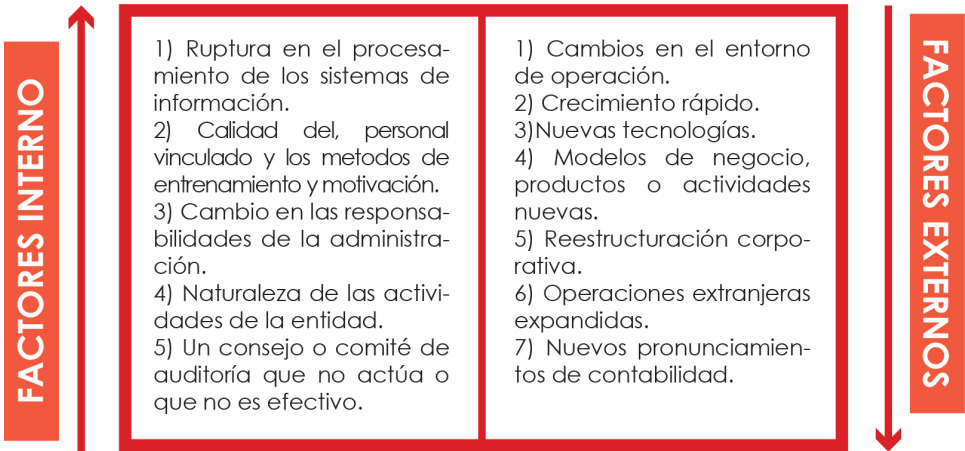 FACTORES INTERNO
1) Ruptura en el procesa-
miento de los sistemas de
información.
2) Calidad del, personal
vinculado y los metodos de
entrenamiento y motivación.
3) Cambio en las responsa-
bilidades de la administra-
ción.
4) Naturaleza de las activi-
dades de la entidad.
5) Un consejo o comité de
auditoría que no actúa o
que no es efectivo.
1) Cambios en el entorno
de operación.
2) Crecimiento rápido.
3)Nuevas tecnologías.
4) Modelos de negocio,
productos o actividades
nuevas.
5) Reestructuración corpo-
rativa.
6) Operaciones extranjeras
expandidas.
7) Nuevos pronunciamien-
tos de contabilidad.
FACTORES EXTERNOS